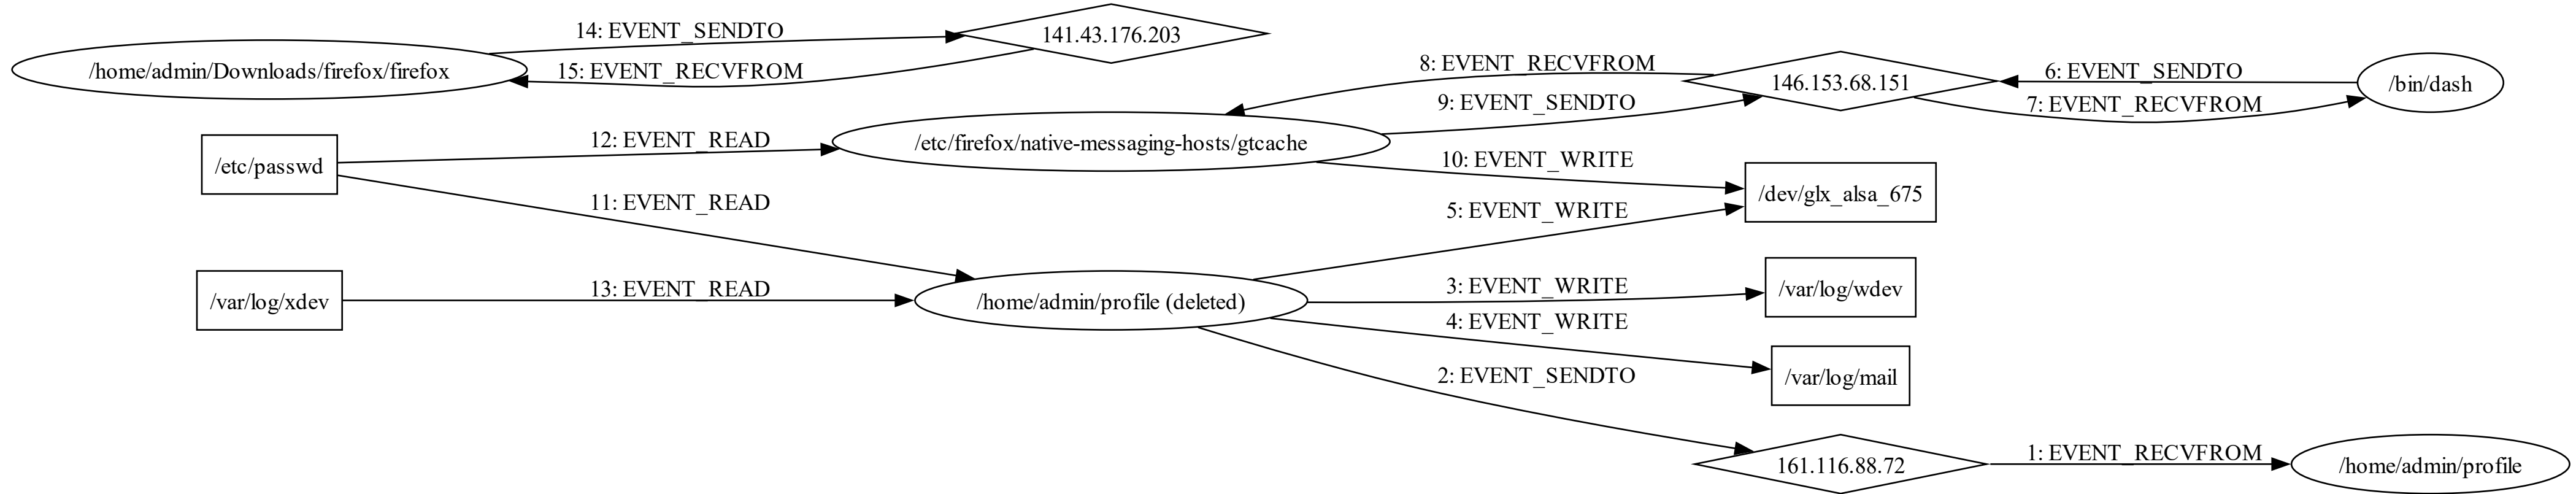 14: EVENT_SENDTO
141.43.176.203
/home/admin/Downloads/firefox/firefox
15: EVENT_RECVFROM
8: EVENT_RECVFROM
146.153.68.151
6: EVENT_SENDTO
/bin/dash
9: EVENT_SENDTO
7: EVENT_RECVFROM
12: EVENT_READ
/etc/firefox/native-messaging-hosts/gtcache
/etc/passwd
10: EVENT_WRITE
11: EVENT_READ
/dev/glx_alsa_675
5: EVENT_WRITE
/var/log/xdev
13: EVENT_READ
/home/admin/profile (deleted)
3: EVENT_WRITE
/var/log/wdev
4: EVENT_WRITE
/var/log/mail
2: EVENT_SENDTO
161.116.88.72
1: EVENT_RECVFROM
/home/admin/profile